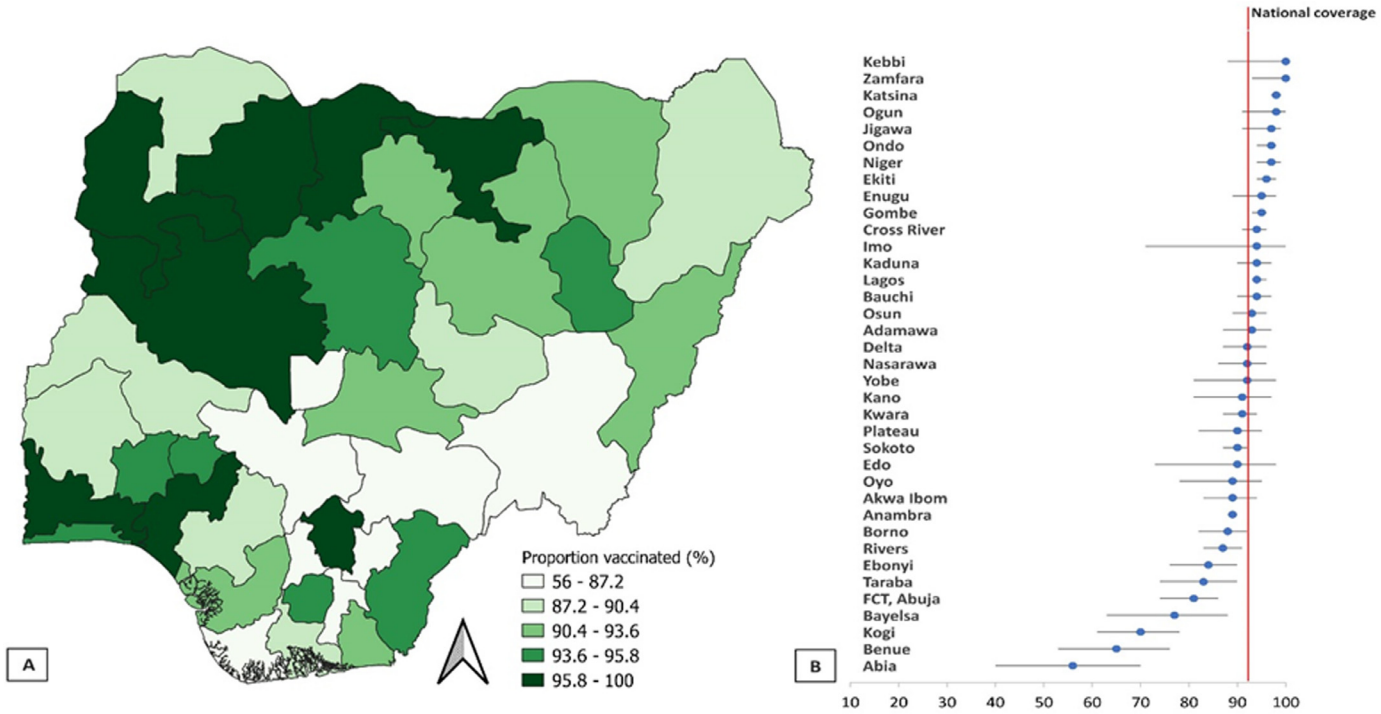 National coverage
Kebbi
Zamfara
Katsina
Ogun
Jigawa
Ondo
Niger
Ekiti
Enugu
Gombe
Cross River
Imo
Kaduna
Lagos
Bauchi
Osun
Adamawa
Delta
Nasarawa
Yobe
Kano
Kwara
Plateau
Sokoto
Edo
Oyo
Akwa Ibom
Anambra
Borno
Rivers
Ebonyi
Taraba
FCT, Abuja
Bayelsa
Kogi
Benue
Abia
10 20 30 40 50 60 70 80 90 100
Proportion vaccinated (%)
56 - 87.2
87.2 - 90.4
90.4 - 93.6
93.6 - 95.8
95.8 - 100
A
B